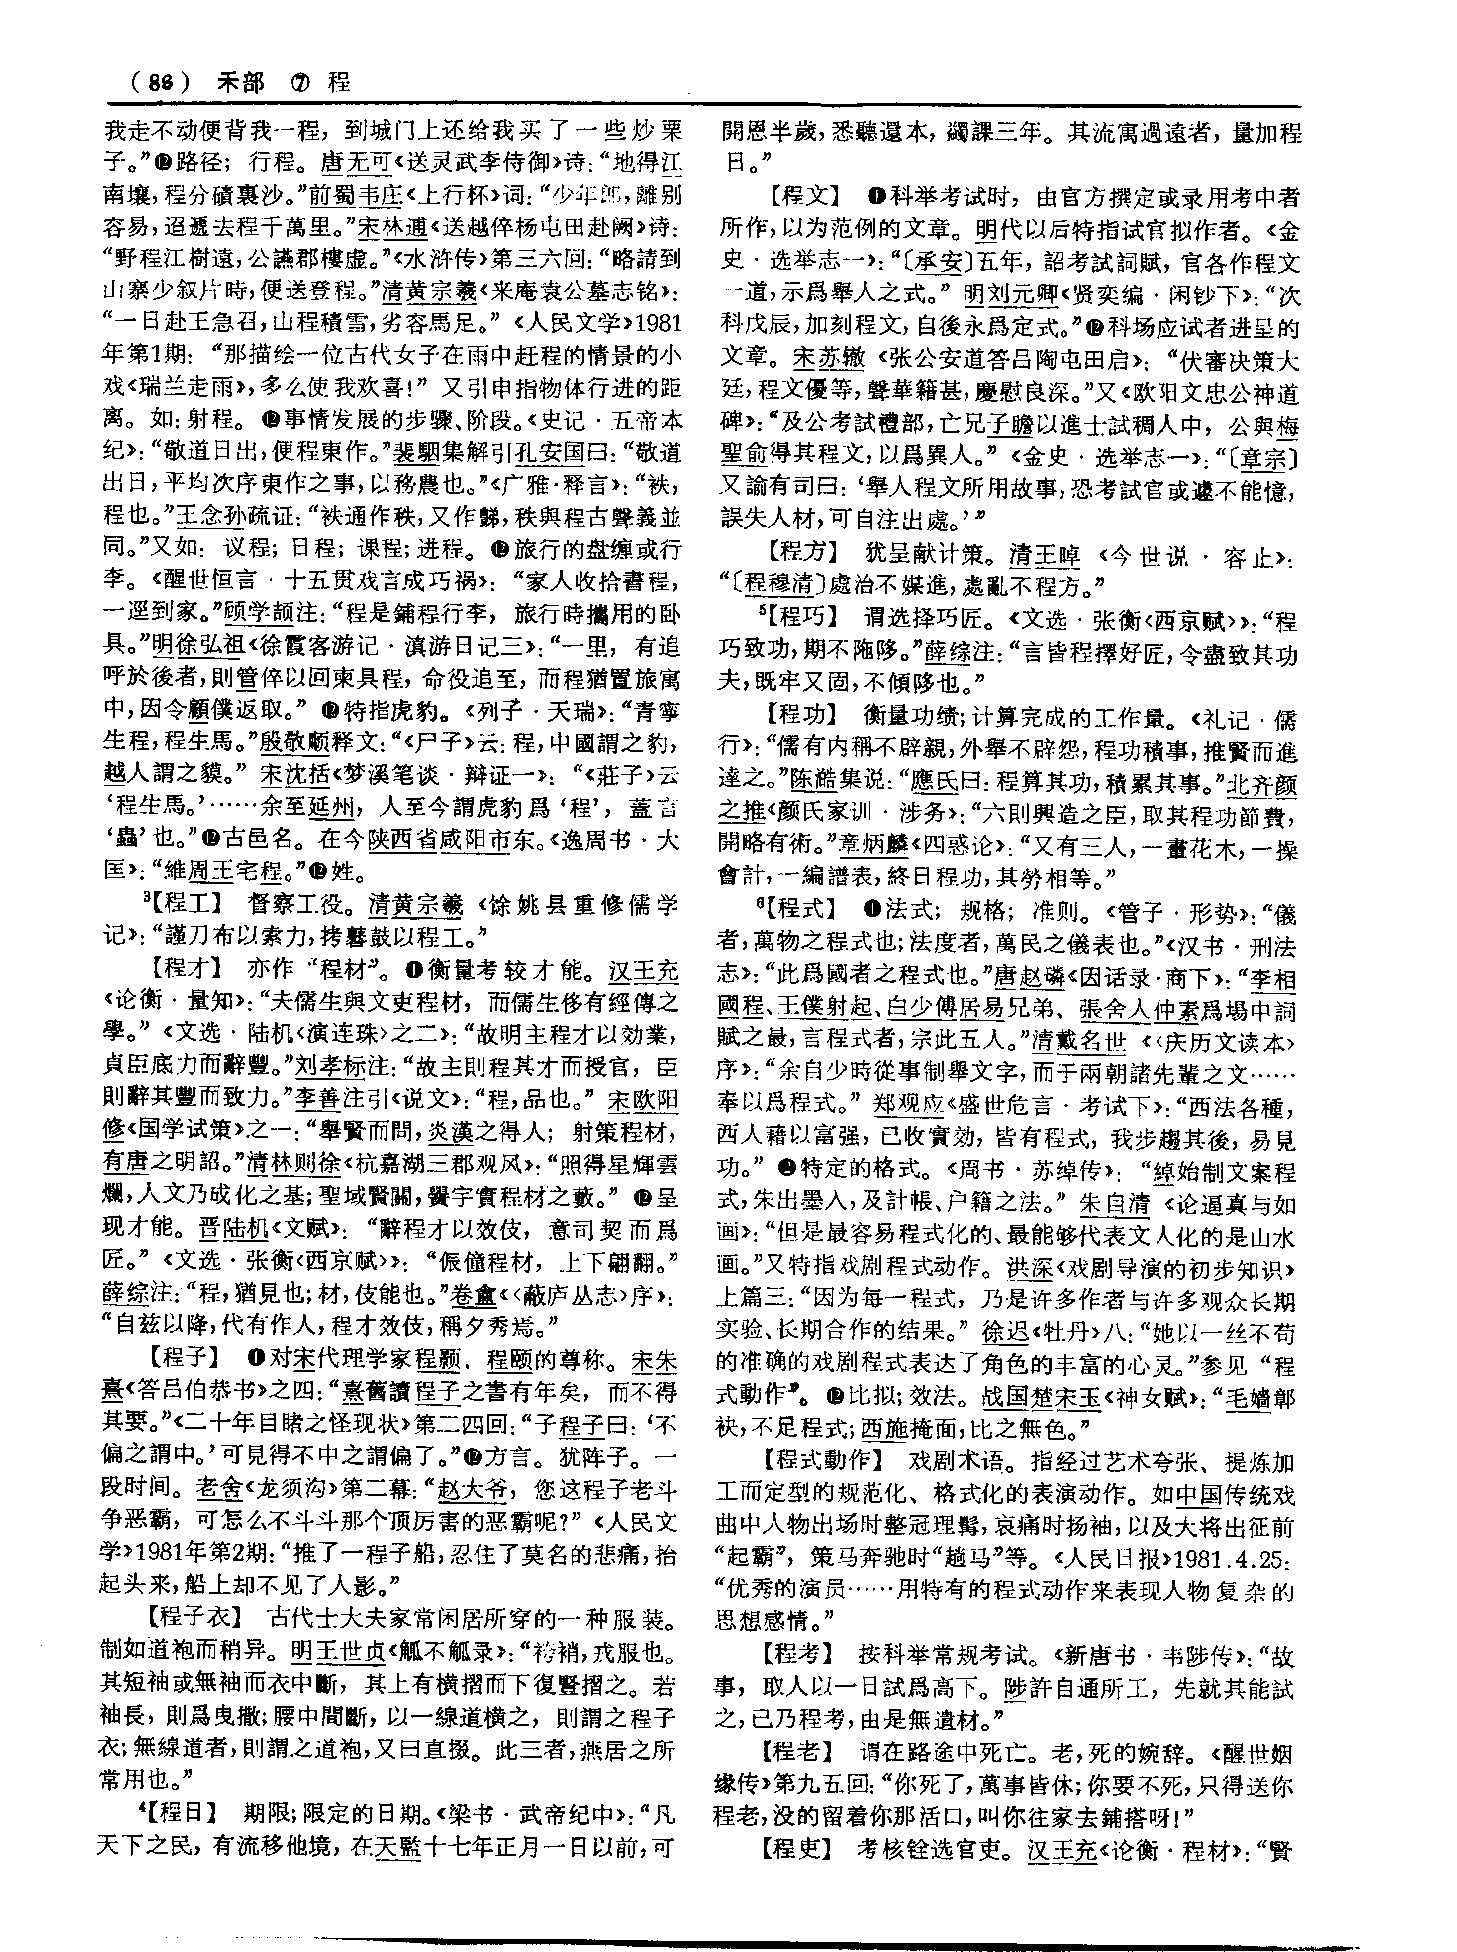 (86) 禾部 ⑦ 程
我走不动便背我一程，到城门上还给我买了一些炒栗
子。”⓬路径；行程。唐无可《送灵武李侍御》诗：“地得江
南壤，程分磧裏沙。”前蜀韦庄《上行杯》词：“少年郎，離别
容易，迢遞去程千萬里。”宋林逋《送越倅杨屯田赴阙》诗：
“野程江樹遠，公讌郡樓虚。”《水浒传》第三六回：“略請到
山寨少叙片時，便送登程。”清黄宗羲《来庵袁公墓志铭》：
“一日赴王急召，山程積雪，劣容馬足。”《人民文学》1981
年第1期：“那描绘一位古代女子在雨中赶程的情景的小
戏《瑞兰走雨》，多么使我欢喜！”又引申指物体行进的距
离。如：射程。⓬事情发展的步骤、阶段。《史记·五帝本
纪》：“敬道日出，便程東作。”裴駰集解引孔安国曰：“敬道
出日，平均次序東作之事，以務農也。”《广雅·释言》：“袟，
程也。”王念孙疏证：“袟通作秩，又作豑，秩與程古聲義並
同。”又如：议程；日程；课程；进程。⓬旅行的盘缠或行
李。《醒世恒言·十五贯戏言成巧祸》：“家人收拾書程，
一逕到家。”顾学颉注：“程是鋪程行李，旅行時攜用的卧
具。”明徐弘祖《徐霞客游记·滇游日记三》：“一里，有追
呼於後者，則管倅以回柬具程，命役追至，而程猶置旅寓
中，因令顧僕返取。”⓬特指虎豹。《列子·天瑞》：“青寧
生程，程生馬。”殷敬顺释文：“《尸子》云：程，中國謂之豹，
越人謂之貘。”宋沈括《梦溪笔谈·辩证一》：“《莊子》云
‘程生馬。’……余至延州，人至今謂虎豹爲‘程’，蓋言
‘蟲’也。”⓬古邑名。在今陕西省咸阳市东。《逸周书·大
匡》：“維周王宅程。”⓬姓。
³【程工】 督察工役。清黄宗羲《馀姚县重修儒学
记》：“謹刀布以索力，拷鼛鼓以程工。”
【程才】 亦作“程材”。❶衡量考较才能。汉王充
《论衡·量知》：“夫儒生與文吏程材，而儒生侈有經傳之
學。”《文选·陆机〈演连珠〉之二》：“故明主程才以効業，
貞臣底力而辭豐。”刘孝标注：“故主則程其才而授官，臣
則辭其豐而致力。”李善注引《说文》：“程，品也。”宋欧阳
修《国学试策》之一：“舉賢而問，炎漢之得人；射策程材，
有唐之明詔。”清林则徐《杭嘉湖三郡观风》：“照得星輝雲
爛，人文乃成化之基；聖域賢關，黌宇實程材之藪。”⓬呈
现才能。晋陆机《文赋》：“辭程才以效伎，意司契而爲
匠。”《文选·张衡〈西京赋〉》：“侲僮程材，上下翩翻。”
薛综注：“程，猶見也；材，伎能也。”卷盦《〈蔽庐丛志〉序》：
“自兹以降，代有作人，程才效伎，稱夕秀焉。”
【程子】 ❶对宋代理学家程颢、程颐的尊称。宋朱
熹《答吕伯恭书》之四：“熹舊讀程子之書有年矣，而不得
其要。”《二十年目睹之怪现状》第二四回：“子程子曰：‘不
偏之謂中。’可見得不中之謂偏了。”⓬方言。犹阵子。一
段时间。老舍《龙须沟》第二幕：“赵大爷，您这程子老斗
争恶霸，可怎么不斗斗那个顶厉害的恶霸呢？”《人民文
学》1981年第2期：“推了一程子船，忍住了莫名的悲痛，抬
起头来，船上却不见了人影。”
【程子衣】 古代士大夫家常闲居所穿的一种服装。
制如道袍而稍异。明王世贞《觚不觚录》：“袴褶，戎服也。
其短袖或無袖而衣中斷，其上有横摺而下復豎摺之。若
袖長，則爲曳撒；腰中間斷，以一線道横之，則謂之程子
衣；無線道者，則謂之道袍，又曰直掇。此三者，燕居之所
常用也。”
⁴【程日】 期限；限定的日期。《梁书·武帝纪中》：“凡
天下之民，有流移他境，在天監十七年正月一日以前，可
開恩半歲，悉聽還本，蠲課三年。其流寓過遠者，量加程
日。”
【程文】 ❶科举考试时，由官方撰定或录用考中者
所作，以为范例的文章。明代以后特指试官拟作者。《金
史·选举志一》：“〔承安〕五年，詔考試詞賦，官各作程文
一道，示爲舉人之式。”明刘元卿《贤奕编·闲钞下》：“次
科戊辰，加刻程文，自後永爲定式。”⓬科场应试者进呈的
文章。宋苏辙《张公安道答吕陶屯田启》：“伏審决策大
廷，程文優等，聲華籍甚，慶慰良深。”又《欧阳文忠公神道
碑》：“及公考試禮部，亡兄子瞻以進士試稠人中，公與梅
聖俞得其程文，以爲異人。”《金史·选举志一》：“〔章宗〕
又諭有司曰：‘舉人程文所用故事，恐考試官或遽不能憶，
誤失人材，可自注出處。’”
【程方】 犹呈献计策。清王晫《今世说·容止》：
“〔程穆清〕處治不媒進，處亂不程方。”
⁵【程巧】 谓选择巧匠。《文选·张衡〈西京赋〉》：“程
巧致功，期不陁陊。”薛综注：“言皆程擇好匠，令盡致其功
夫，既牢又固，不傾陊也。”
【程功】 衡量功绩；计算完成的工作量。《礼记·儒
行》：“儒有内稱不辟親，外舉不辟怨，程功積事，推賢而進
達之。”陈澔集说：“應氏曰：程算其功，積累其事。”北齐颜
之推《颜氏家训·涉务》：“六則興造之臣，取其程功節費，
開略有術。”章炳麟《四惑论》：“又有三人，一畫花木，一操
會計，一編譜表，終日程功，其勞相等。”
⁶【程式】 ❶法式；规格；准则。《管子·形势》：“儀
者，萬物之程式也；法度者，萬民之儀表也。”《汉书·刑法
志》：“此爲國者之程式也。”唐赵璘《因话录·商下》：“李相
國程、王僕射起、白少傅居易兄弟、張舍人仲素爲場中詞
賦之最，言程式者，宗此五人。”清戴名世《〈庆历文读本〉
序》：“余自少時從事制舉文字，而于兩朝諸先輩之文……
奉以爲程式。”郑观应《盛世危言·考试下》：“西法各種，
西人藉以富强，已收實効，皆有程式，我步趨其後，易見
功。”❷特定的格式。《周书·苏绰传》：“綽始制文案程
式，朱出墨入，及計帳、户籍之法。”朱自清《论逼真与如
画》：“但是最容易程式化的、最能够代表文人化的是山水
画。”又特指戏剧程式动作。洪深《戏剧导演的初步知识》
上篇三：“因为每一程式，乃是许多作者与许多观众长期
实验、长期合作的结果。”徐迟《牡丹》八：“她以一丝不苟
的准确的戏剧程式表达了角色的丰富的心灵。”参见“程
式動作”。⓬比拟；效法。战国楚宋玉《神女赋》：“毛嬙鄣
袂，不足程式；西施掩面，比之無色。”
【程式動作】 戏剧术语。指经过艺术夸张、提炼加
工而定型的规范化、格式化的表演动作。如中国传统戏
曲中人物出场时整冠理髯，哀痛时扬袖，以及大将出征前
“起霸”，策马奔驰时“趟马”等。《人民日报》1981.4.25：
“优秀的演员……用特有的程式动作来表现人物复杂的
思想感情。”
【程考】 按科举常规考试。《新唐书·韦陟传》：“故
事，取人以一日試爲高下。陟許自通所工，先就其能試
之，已乃程考，由是無遺材。”
【程老】 谓在路途中死亡。老，死的婉辞。《醒世姻
缘传》第九五回：“你死了，萬事皆休；你要不死，只得送你
程老，没的留着你那活口，叫你往家去鋪搭呀！”
【程吏】 考核铨选官吏。汉王充《论衡·程材》：“賢